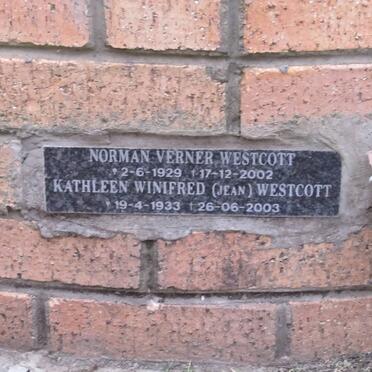 NORMAN VERNER WESTCOTT
*2-6-1929 †17-12-2002
KATHLEEN WINIFRED (JEAN) WESTCOTT
*19-4-1933 †26-06-2003